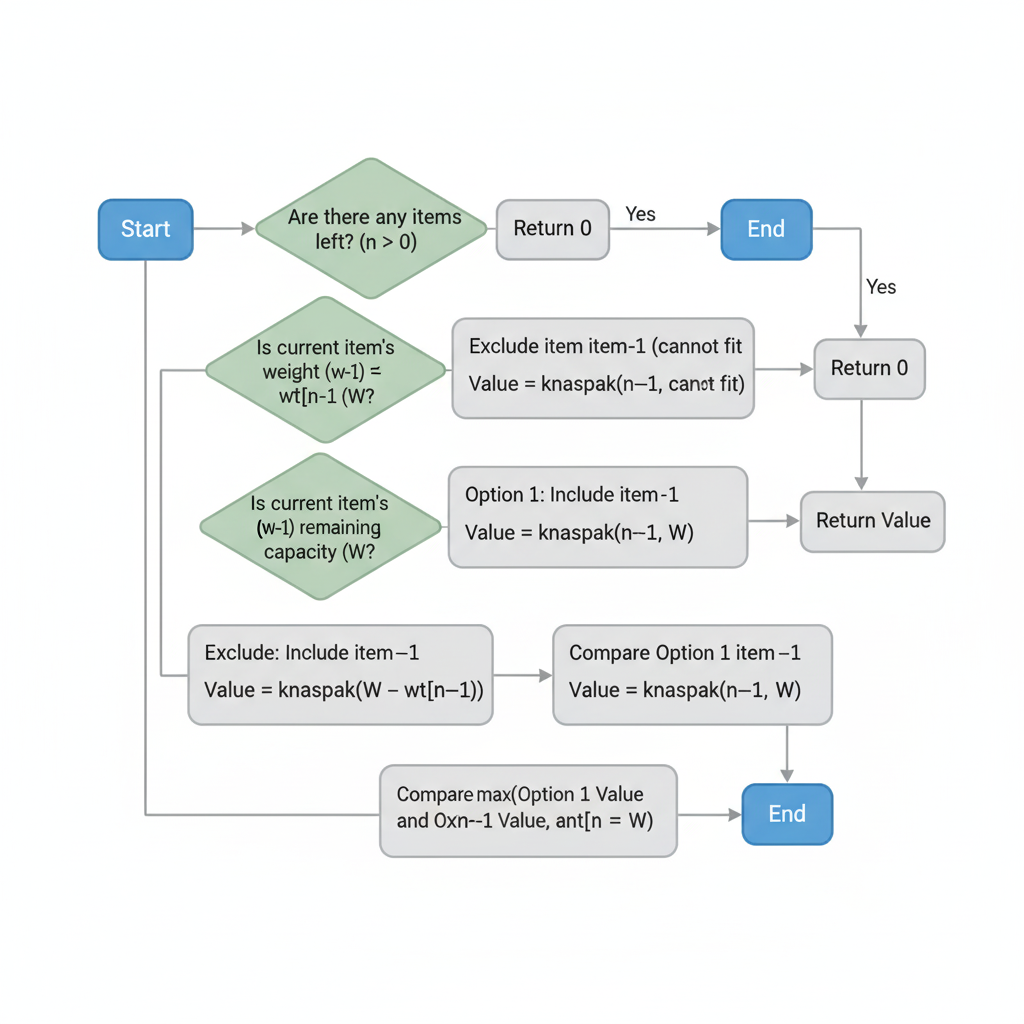 Start
Are there any items
left? (n > 0)
Return 0
Yes
End
Yes
Is current item's
weight (w-1) =
wt[n-1 (W?
Exclude item item-1 (cannot fit
Value = knaspak(n–1, canot fit)
Return 0
Is current item's
(w-1) remaining
capacity (W?
Option 1: Include item-1
Value = knaspak(n--1, W)
Return Value
Exclude: Include item–1
Value = knaspak(W – wt[n–1))
Compare Option 1 item –1
Value = knaspak(n–1, W)
Compare max(Option 1 Value
and Oxn--1 Value, ant[n = W)
End